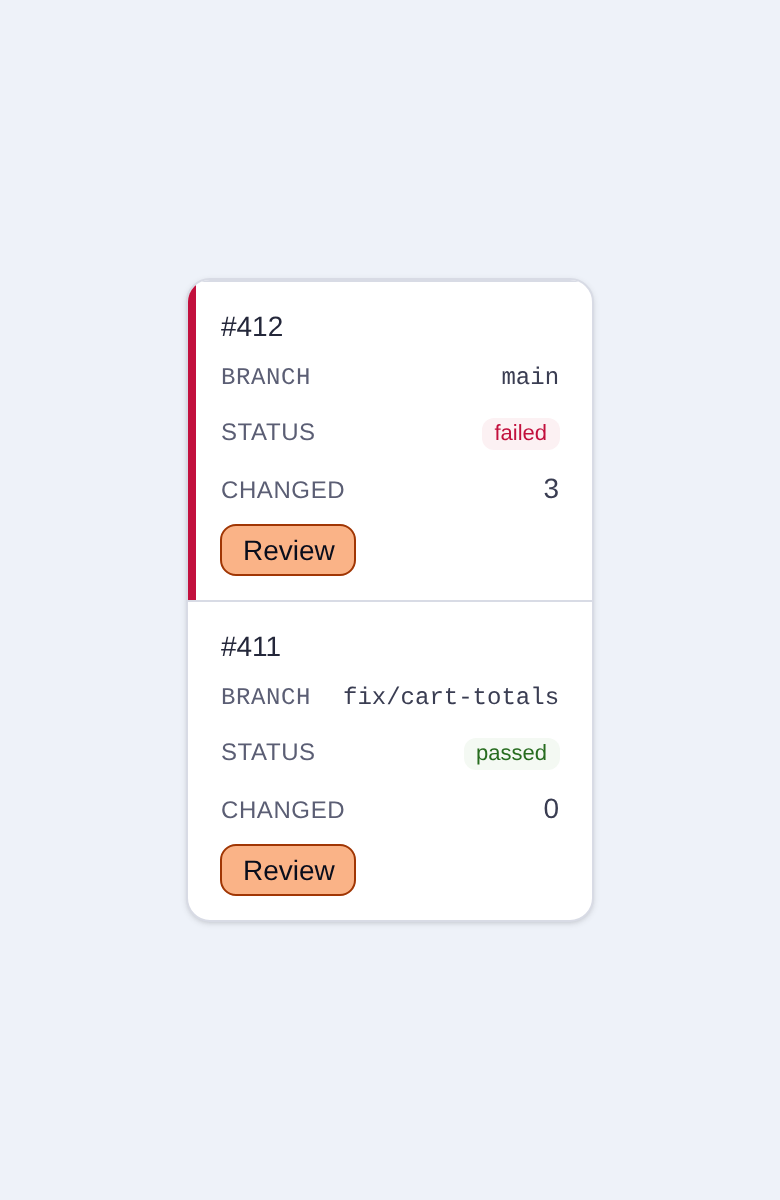 #412
BRANCH main
STATUS failed
CHANGED 3
Review
#411
BRANCH fix/cart-totals
STATUS passed
CHANGED 0
Review